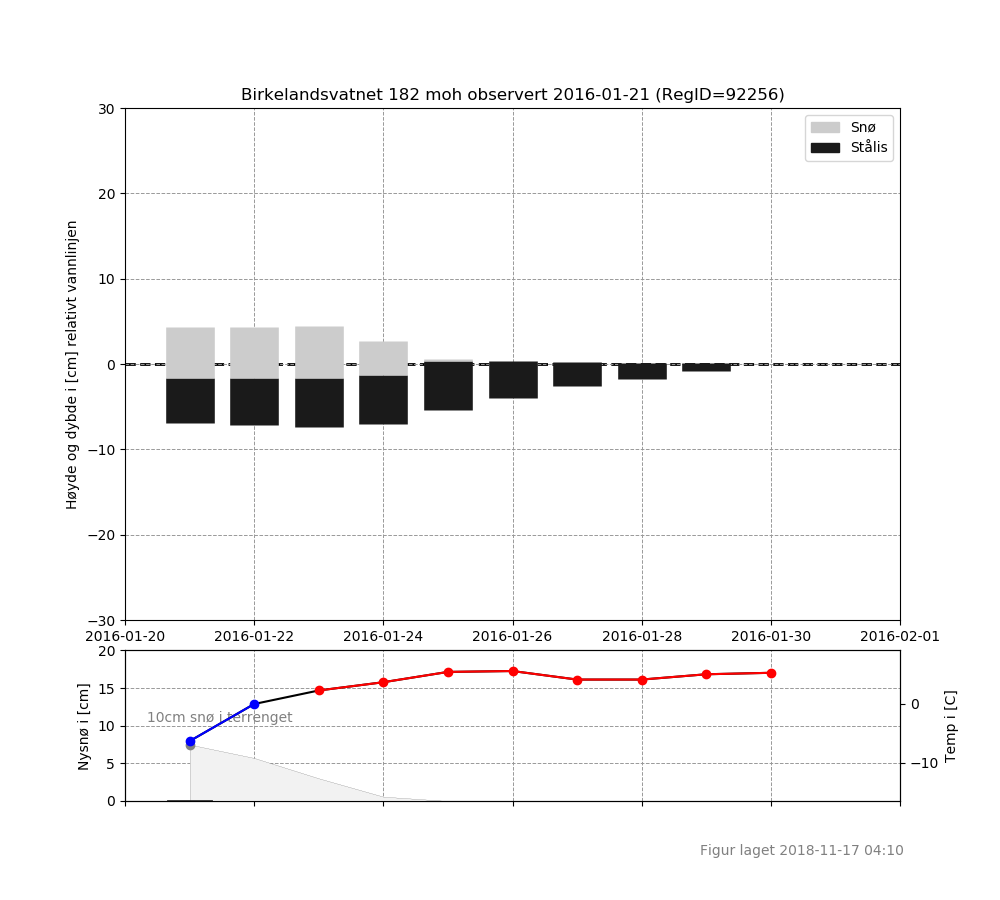 Birkelandsvatnet 182 moh observert 2016-01-21 (RegID=92256)
30
20
10
0
−10
−20
−30
Høyde og dybde i [cm] relativt vannlinjen
Snø
Stålis
2016-01-20 2016-01-22 2016-01-24 2016-01-26 2016-01-28 2016-01-30 2016-02-01
20
15
10
5
0
Nysnø i [cm]
10cm snø i terrenget
0
−10
Temp i [C]
Figur laget 2018-11-17 04:10